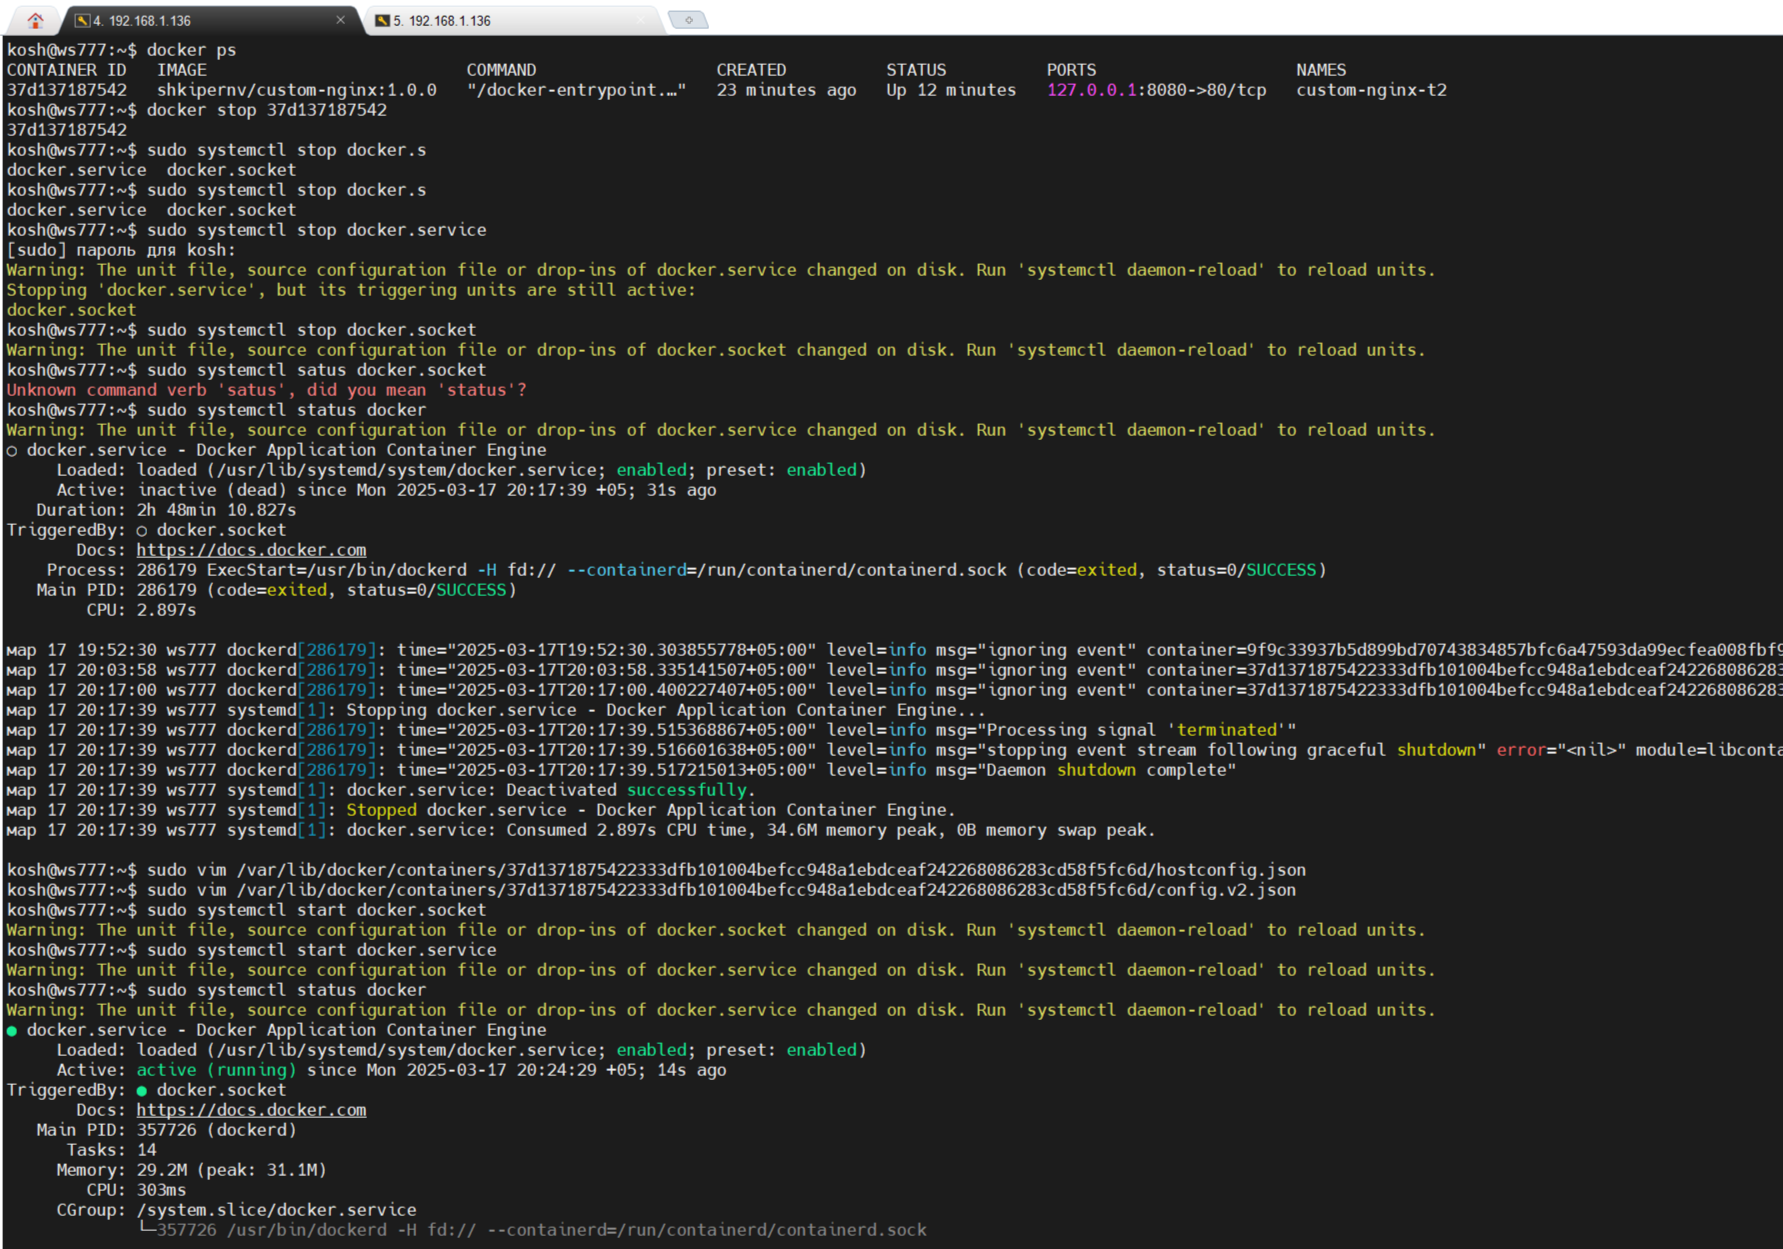 4. 192.168.1.136
5. 192.168.1.136
kosh@ws777:~$ docker ps
CONTAINER ID   IMAGE                          COMMAND                  CREATED          STATUS          PORTS                    NAMES
37d137187542   shkipernv/custom-nginx:1.0.0   "/docker-entrypoint.…"   23 minutes ago   Up 12 minutes   127.0.0.1:8080->80/tcp   custom-nginx-t2
kosh@ws777:~$ docker stop 37d137187542
37d137187542
kosh@ws777:~$ sudo systemctl stop docker.s
docker.service  docker.socket
kosh@ws777:~$ sudo systemctl stop docker.s
docker.service  docker.socket
kosh@ws777:~$ sudo systemctl stop docker.service
[sudo] пароль для kosh:
Warning: The unit file, source configuration file or drop-ins of docker.service changed on disk. Run 'systemctl daemon-reload' to reload units.
Stopping 'docker.service', but its triggering units are still active:
docker.socket
kosh@ws777:~$ sudo systemctl stop docker.socket
Warning: The unit file, source configuration file or drop-ins of docker.socket changed on disk. Run 'systemctl daemon-reload' to reload units.
kosh@ws777:~$ sudo systemctl satus docker.socket
Unknown command verb 'satus', did you mean 'status'?
kosh@ws777:~$ sudo systemctl status docker
Warning: The unit file, source configuration file or drop-ins of docker.service changed on disk. Run 'systemctl daemon-reload' to reload units.
○ docker.service - Docker Application Container Engine
     Loaded: loaded (/usr/lib/systemd/system/docker.service; enabled; preset: enabled)
     Active: inactive (dead) since Mon 2025-03-17 20:17:39 +05; 31s ago
   Duration: 2h 48min 10.827s
TriggeredBy: ○ docker.socket
       Docs: https://docs.docker.com
    Process: 286179 ExecStart=/usr/bin/dockerd -H fd:// --containerd=/run/containerd/containerd.sock (code=exited, status=0/SUCCESS)
   Main PID: 286179 (code=exited, status=0/SUCCESS)
        CPU: 2.897s
мар 17 19:52:30 ws777 dockerd[286179]: time="2025-03-17T19:52:30.303855778+05:00" level=info msg="ignoring event" container=9f9c33937b5d899bd70743834857bfc6a47593da99ecfea008fbf9
мар 17 20:03:58 ws777 dockerd[286179]: time="2025-03-17T20:03:58.335141507+05:00" level=info msg="ignoring event" container=37d1371875422333dfb101004befcc948a1ebdceaf242268086283
мар 17 20:17:00 ws777 dockerd[286179]: time="2025-03-17T20:17:00.400227407+05:00" level=info msg="ignoring event" container=37d1371875422333dfb101004befcc948a1ebdceaf242268086283
мар 17 20:17:39 ws777 systemd[1]: Stopping docker.service - Docker Application Container Engine...
мар 17 20:17:39 ws777 dockerd[286179]: time="2025-03-17T20:17:39.515368867+05:00" level=info msg="Processing signal 'terminated'"
мар 17 20:17:39 ws777 dockerd[286179]: time="2025-03-17T20:17:39.516601638+05:00" level=info msg="stopping event stream following graceful shutdown" error="<nil>" module=libconta
мар 17 20:17:39 ws777 dockerd[286179]: time="2025-03-17T20:17:39.517215013+05:00" level=info msg="Daemon shutdown complete"
мар 17 20:17:39 ws777 systemd[1]: docker.service: Deactivated successfully.
мар 17 20:17:39 ws777 systemd[1]: Stopped docker.service - Docker Application Container Engine.
мар 17 20:17:39 ws777 systemd[1]: docker.service: Consumed 2.897s CPU time, 34.6M memory peak, 0B memory swap peak.
kosh@ws777:~$ sudo vim /var/lib/docker/containers/37d1371875422333dfb101004befcc948a1ebdceaf242268086283cd58f5fc6d/hostconfig.json
kosh@ws777:~$ sudo vim /var/lib/docker/containers/37d1371875422333dfb101004befcc948a1ebdceaf242268086283cd58f5fc6d/config.v2.json
kosh@ws777:~$ sudo systemctl start docker.socket
Warning: The unit file, source configuration file or drop-ins of docker.socket changed on disk. Run 'systemctl daemon-reload' to reload units.
kosh@ws777:~$ sudo systemctl start docker.service
Warning: The unit file, source configuration file or drop-ins of docker.service changed on disk. Run 'systemctl daemon-reload' to reload units.
kosh@ws777:~$ sudo systemctl status docker
Warning: The unit file, source configuration file or drop-ins of docker.service changed on disk. Run 'systemctl daemon-reload' to reload units.
● docker.service - Docker Application Container Engine
     Loaded: loaded (/usr/lib/systemd/system/docker.service; enabled; preset: enabled)
     Active: active (running) since Mon 2025-03-17 20:24:29 +05; 14s ago
TriggeredBy: ● docker.socket
       Docs: https://docs.docker.com
   Main PID: 357726 (dockerd)
      Tasks: 14
     Memory: 29.2M (peak: 31.1M)
        CPU: 303ms
     CGroup: /system.slice/docker.service
             └─357726 /usr/bin/dockerd -H fd:// --containerd=/run/containerd/containerd.sock